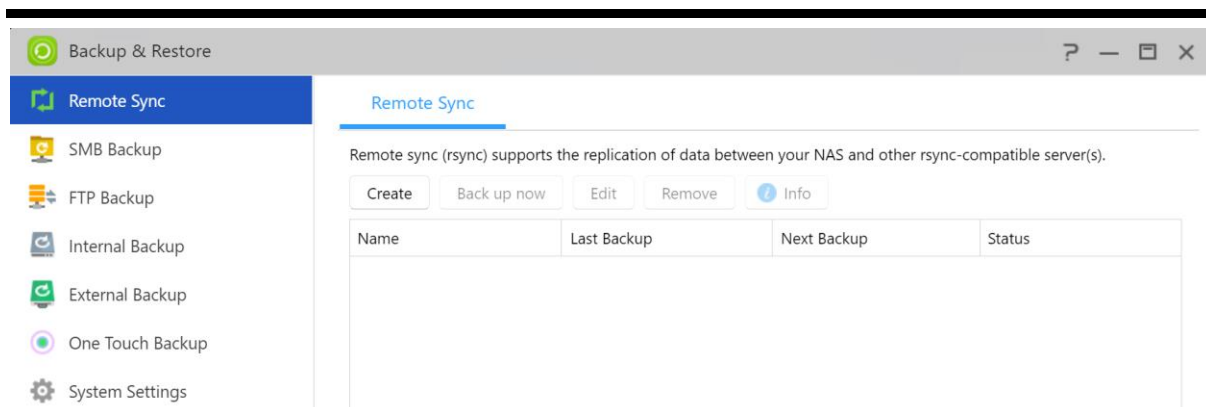 Backup & Restore
Remote Sync
SMB Backup
FTP Backup
Internal Backup
External Backup
One Touch Backup
System Settings
Remote Sync
Remote sync (rsync) supports the replication of data between your NAS and other rsync-compatible server(s).
Create Back up now Edit Remove Info
Name Last Backup Next Backup Status